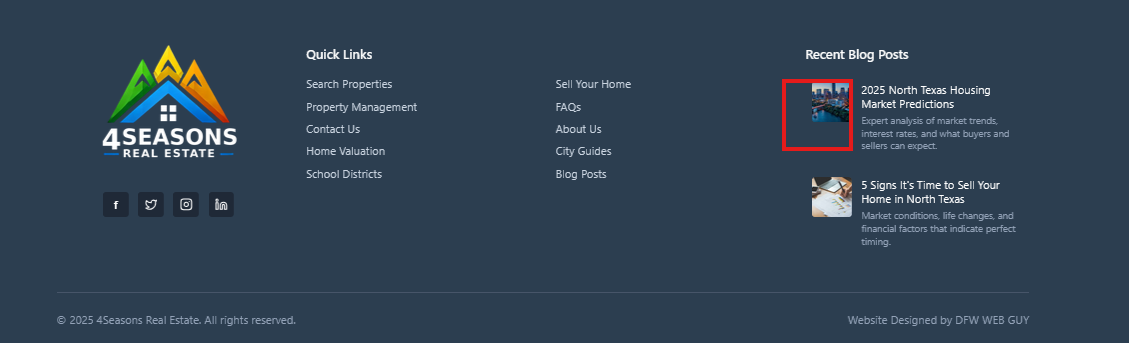 4SEASONS
REAL ESTATE
f
in
Quick Links
Search Properties
Property Management
Contact Us
Home Valuation
School Districts
Sell Your Home
FAQs
About Us
City Guides
Blog Posts
Recent Blog Posts
2025 North Texas Housing
Market Predictions
Expert analysis of market trends,
interest rates, and what buyers and
sellers can expect.
5 Signs It's Time to Sell Your
Home in North Texas
Market conditions, life changes, and
financial factors that indicate perfect
timing.
© 2025 4Seasons Real Estate. All rights reserved.
Website Designed by DFW WEB GUY